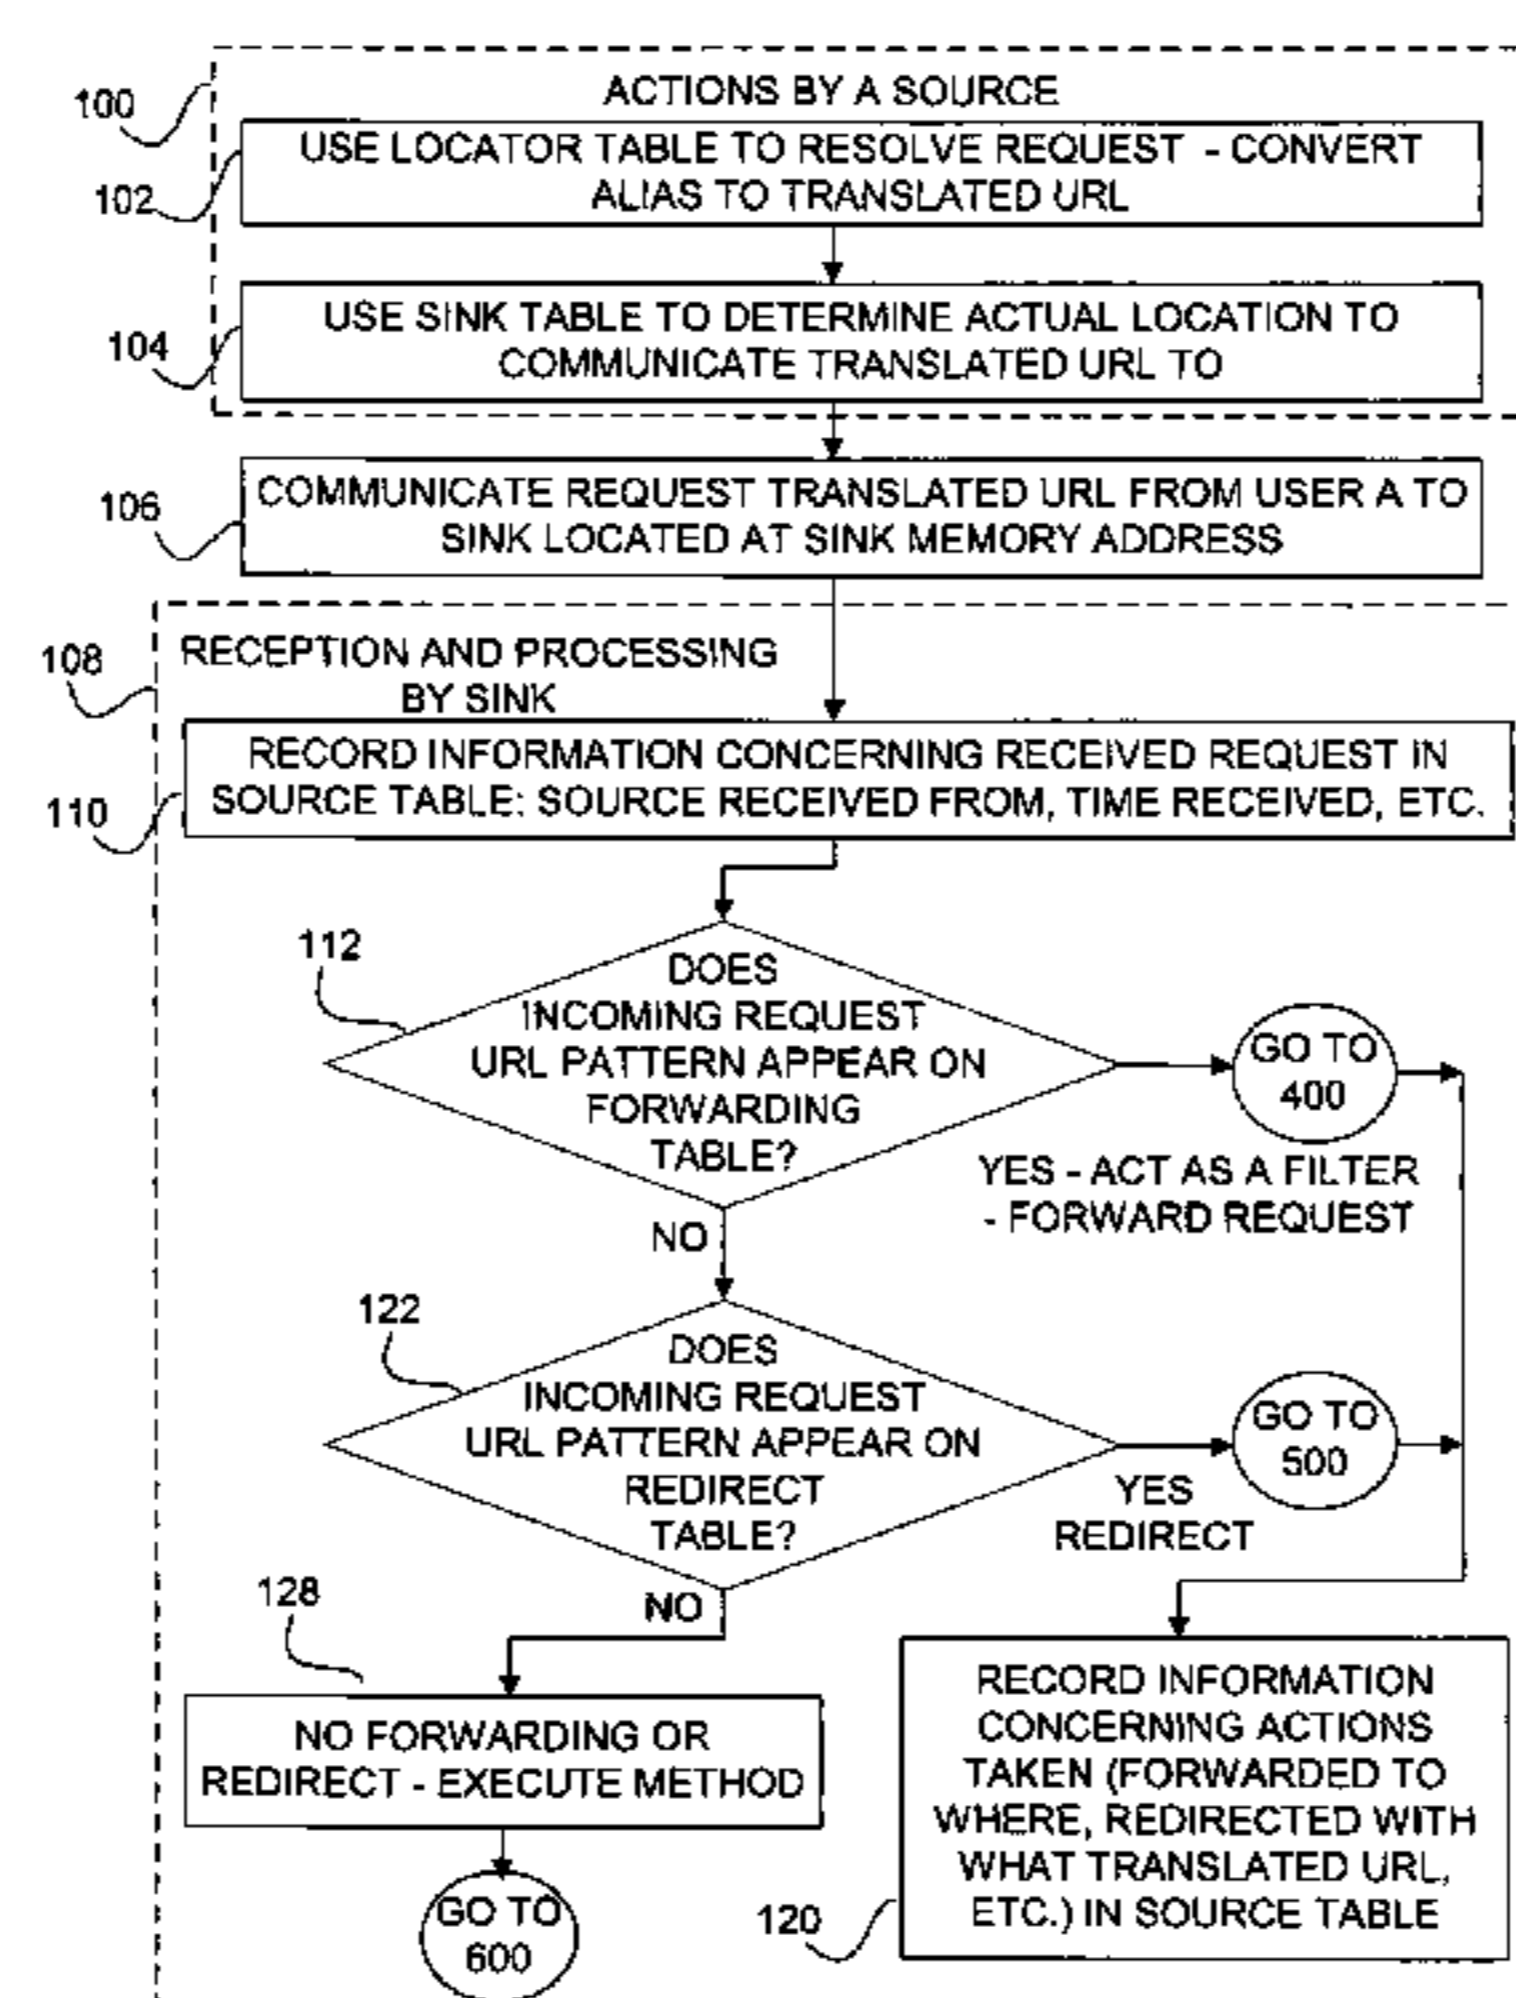 100
ACTIONS BY A SOURCE
102
USE LOCATOR TABLE TO RESOLVE REQUEST - CONVERT
ALIAS TO TRANSLATED URL
104
USE SINK TABLE TO DETERMINE ACTUAL LOCATION TO
COMMUNICATE TRANSLATED URL TO
106
COMMUNICATE REQUEST TRANSLATED URL FROM USER A TO
SINK LOCATED AT SINK MEMORY ADDRESS
108
RECEPTION AND PROCESSING
BY SINK
110
RECORD INFORMATION CONCERNING RECEIVED REQUEST IN
SOURCE TABLE: SOURCE RECEIVED FROM, TIME RECEIVED, ETC.
112
DOES
INCOMING REQUEST
URL PATTERN APPEAR ON
FORWARDING
TABLE?
GO TO
400
YES - ACT AS A FILTER
- FORWARD REQUEST
NO
122
DOES
INCOMING REQUEST
URL PATTERN APPEAR ON
REDIRECT
TABLE?
GO TO
500
YES
REDIRECT
NO
128
NO FORWARDING OR
REDIRECT - EXECUTE METHOD
GO TO
600
120
RECORD INFORMATION
CONCERNING ACTIONS
TAKEN (FORWARDED TO
WHERE, REDIRECTED WITH
WHAT TRANSLATED URL,
ETC.) IN SOURCE TABLE